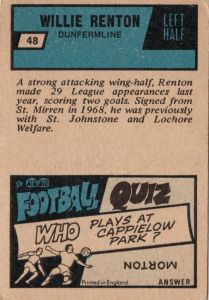 WILLIE RENTON
48
DUNFERMLINE
LEFT
HALF
A strong attacking wing-half, Renton
made 29 League appearances last
year, scoring two goals. Signed from
St. Mirren in 1968, he was previously
with St. Johnstone and Lochore
Welfare.
FOOTBALL QUIZ
WHO PLAYS AT
CAPPIELOW
PARK?
MORTON
Printed in England
ANSWER